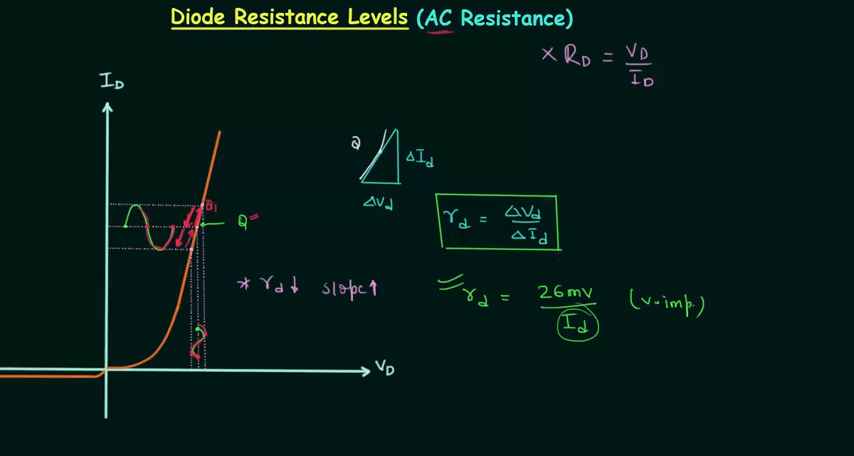 Diode Resistance Levels (AC Resistance)
× R_D = V_D / I_D
I_D
Q
ΔI_d
ΔV_d
r_d = ΔV_d / ΔI_d
Q_1
Q
* r_d ↓ slope ↑
r_d = 26mV / I_d (v.imp.)
V_D